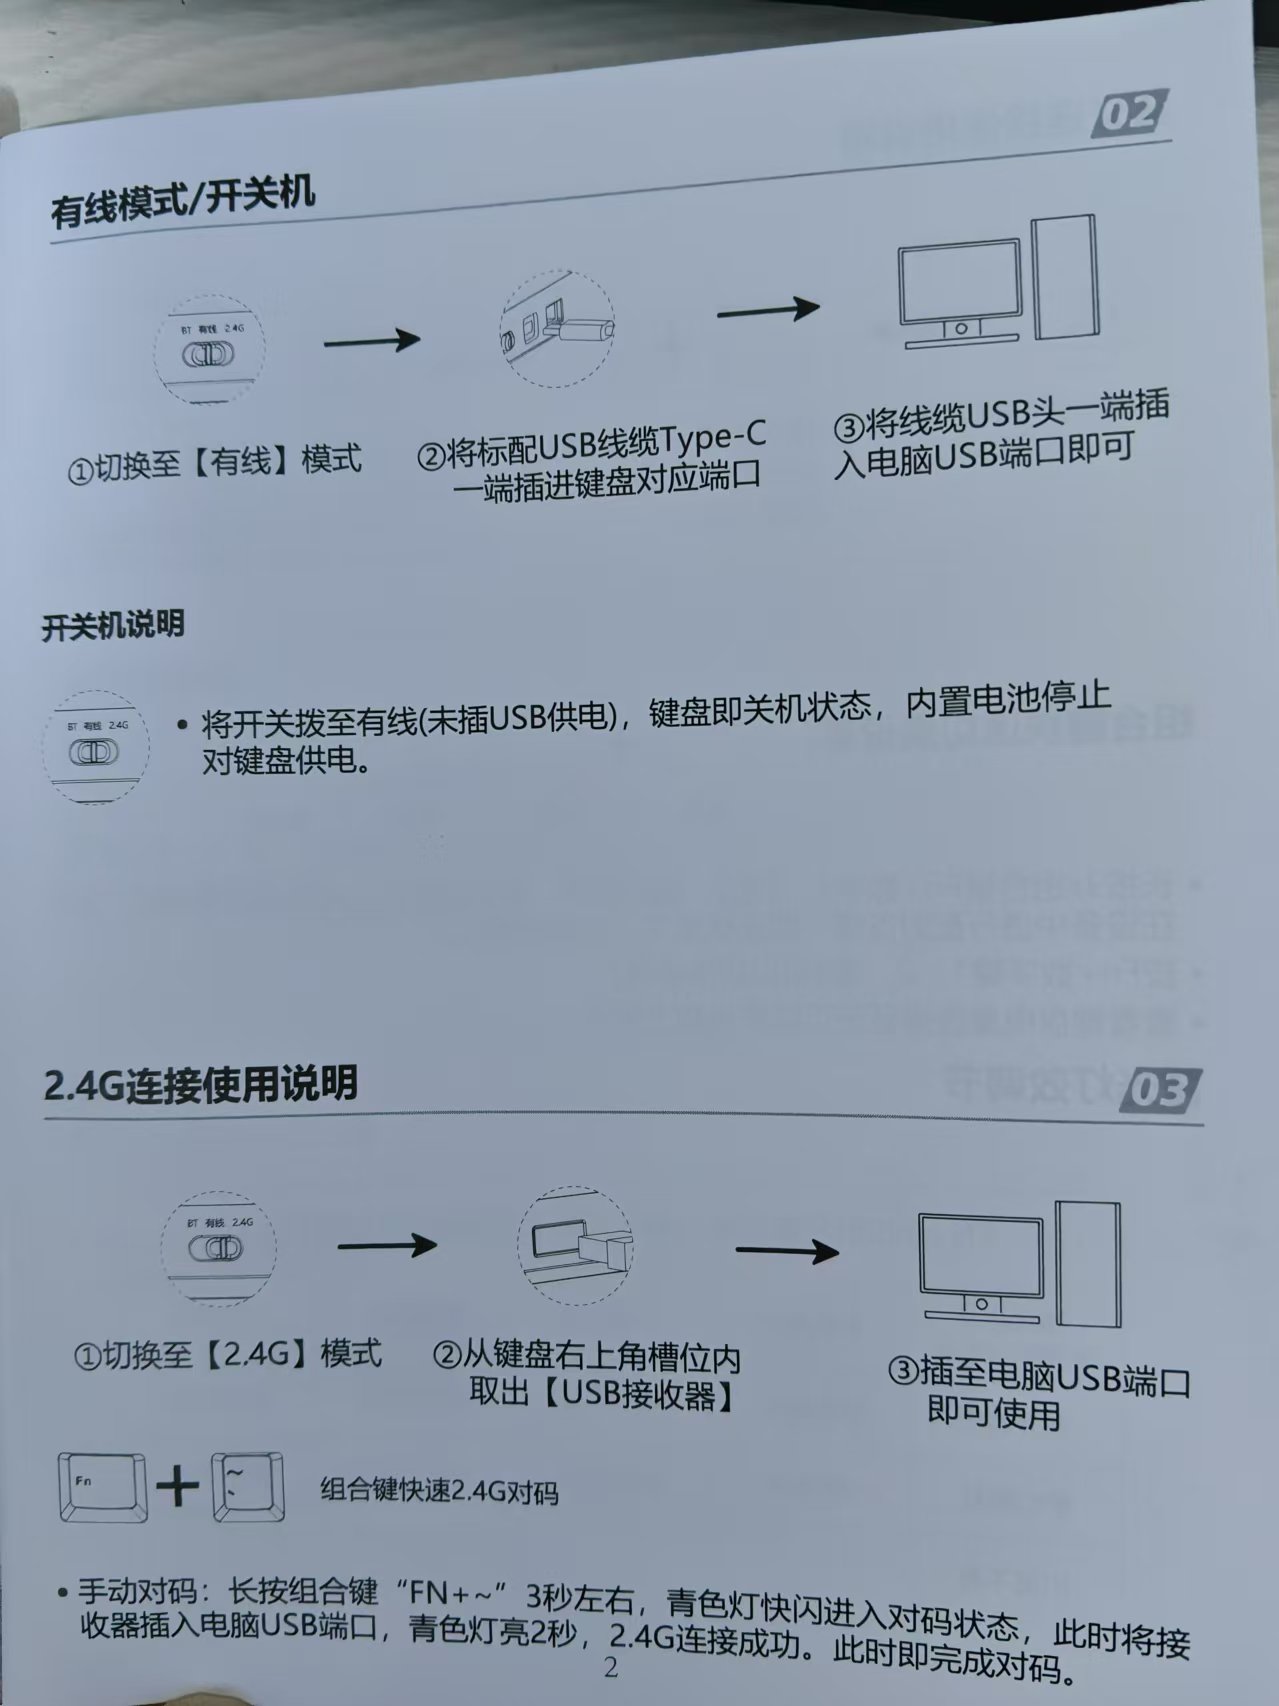 02
有线模式/开关机
BT 有线 2.4G
①切换至【有线】模式
②将标配USB线缆Type-C
一端插进键盘对应端口
③将线缆USB头一端插
入电脑USB端口即可
开关机说明
BT 有线 2.4G
• 将开关拨至有线(未插USB供电)，键盘即关机状态，内置电池停止
对键盘供电。
2.4G连接使用说明
03
BT 有线 2.4G
①切换至【2.4G】模式
②从键盘右上角槽位内
取出【USB接收器】
③插至电脑USB端口
即可使用
Fn + ~ `
组合键快速2.4G对码
• 手动对码：长按组合键“FN+~”3秒左右，青色灯快闪进入对码状态，此时将接
收器插入电脑USB端口，青色灯亮2秒，2.4G连接成功。此时即完成对码。
2